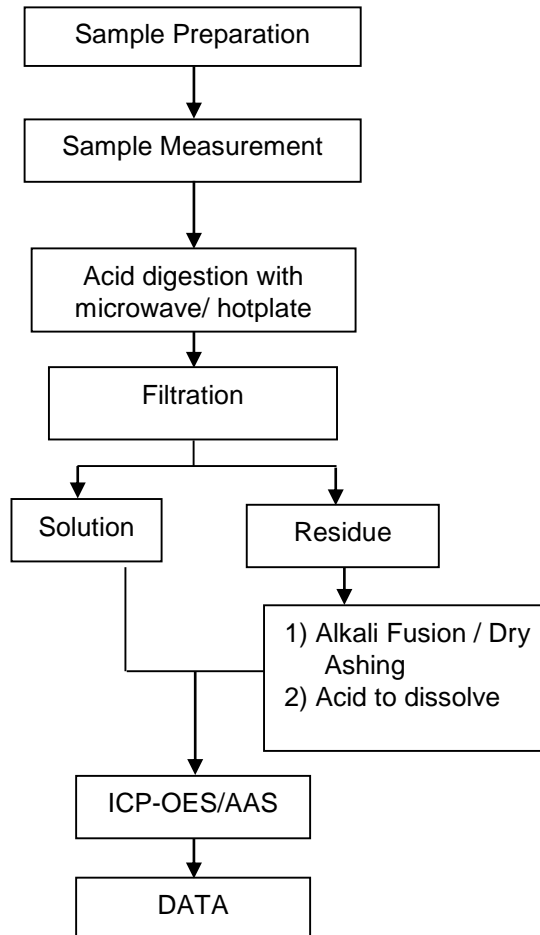 Sample Preparation
Sample Measurement
Acid digestion with
microwave/ hotplate
Filtration
Solution
Residue
1) Alkali Fusion / Dry
Ashing
2) Acid to dissolve
ICP-OES/AAS
DATA